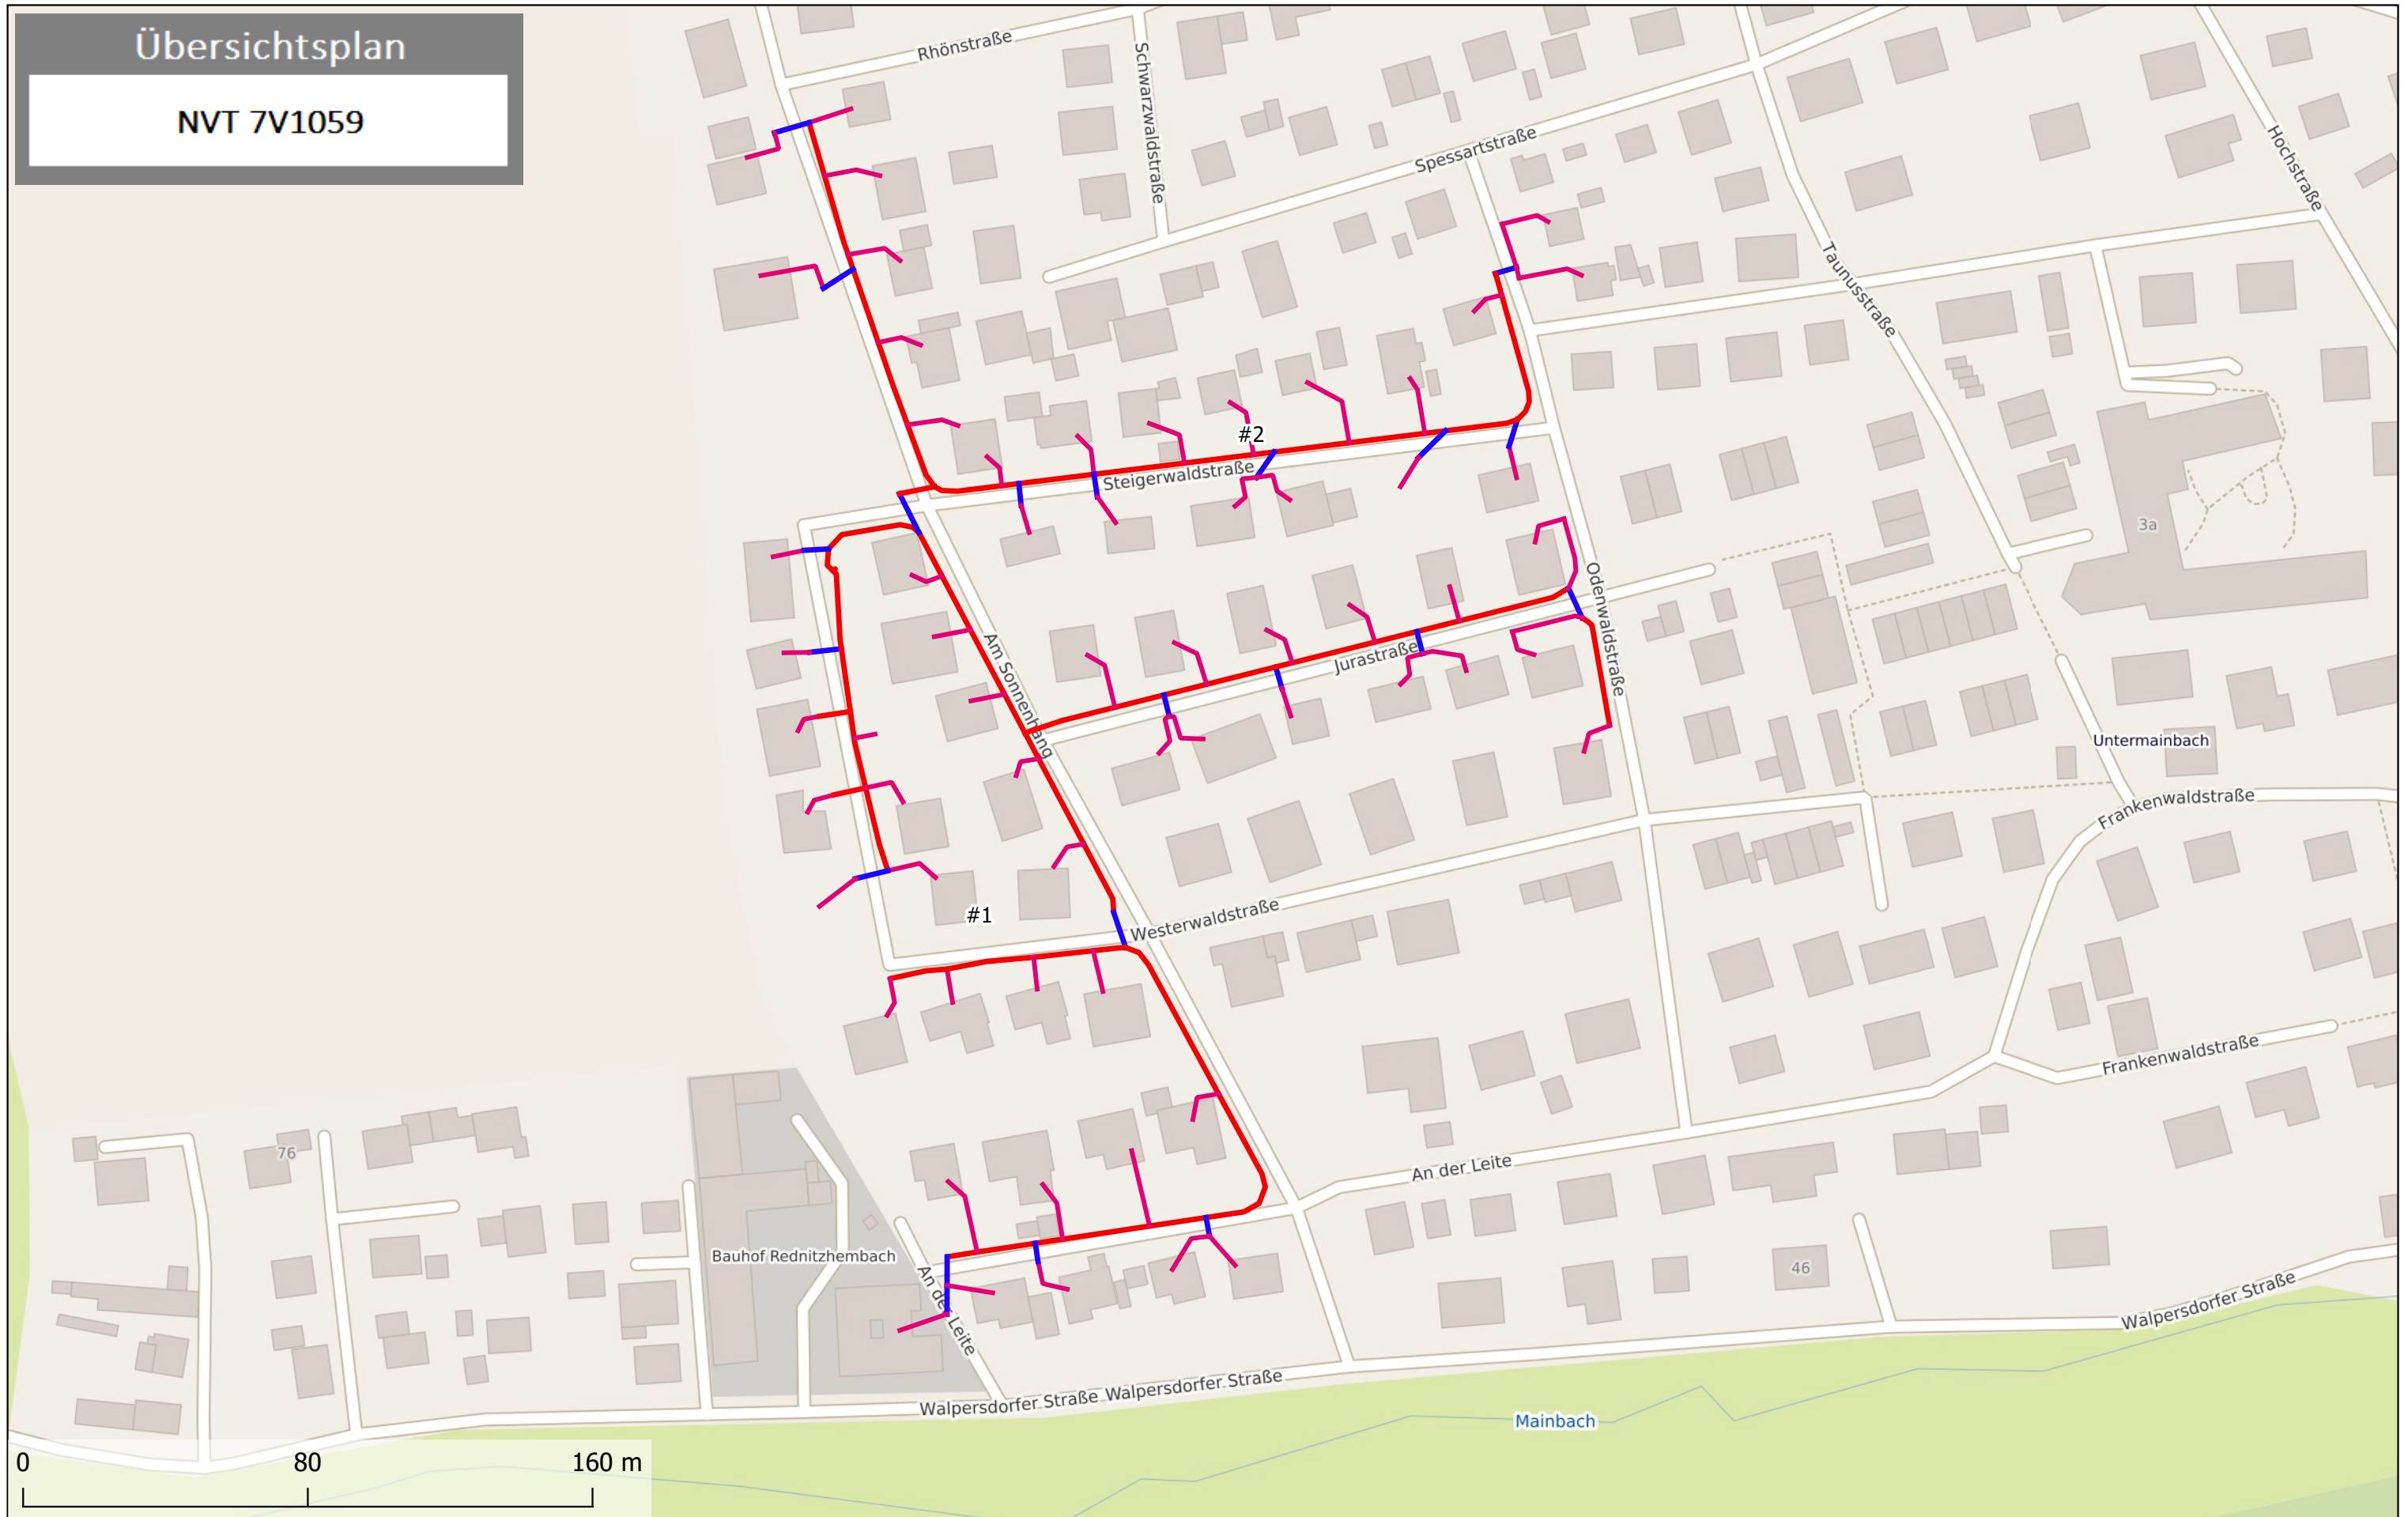 Übersichtsplan
NVT 7V1059
Rhönstraße
Schwarzwaldstraße
Spessartstraße
Hochstraße
Taunusstraße
#2
Steigerwaldstraße
3a
Odenwaldstraße
Am Sonnenhang
Jurastraße
Untermainbach
Frankenwaldstraße
#1
Westerwaldstraße
Frankenwaldstraße
76
An der Leite
Bauhof Rednitzhembach
46
An der Leite
Walpersdorfer Straße
Walpersdorfer Straße Walpersdorfer Straße
Mainbach
0 80 160 m